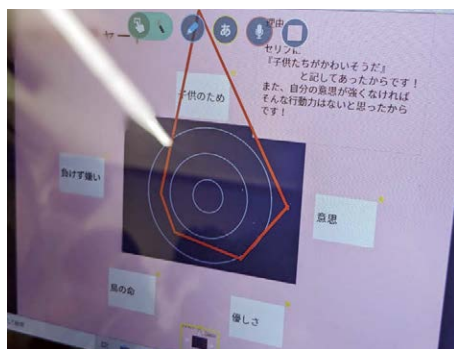 あ
理由
セリフに
『子供たちがかわいそうだ』
と記してあったからです！
また、自分の意思が強くなければ
そんな行動力はないと思ったから
です！
子供のため
負けず嫌い
意思
鳥の命
優しさ